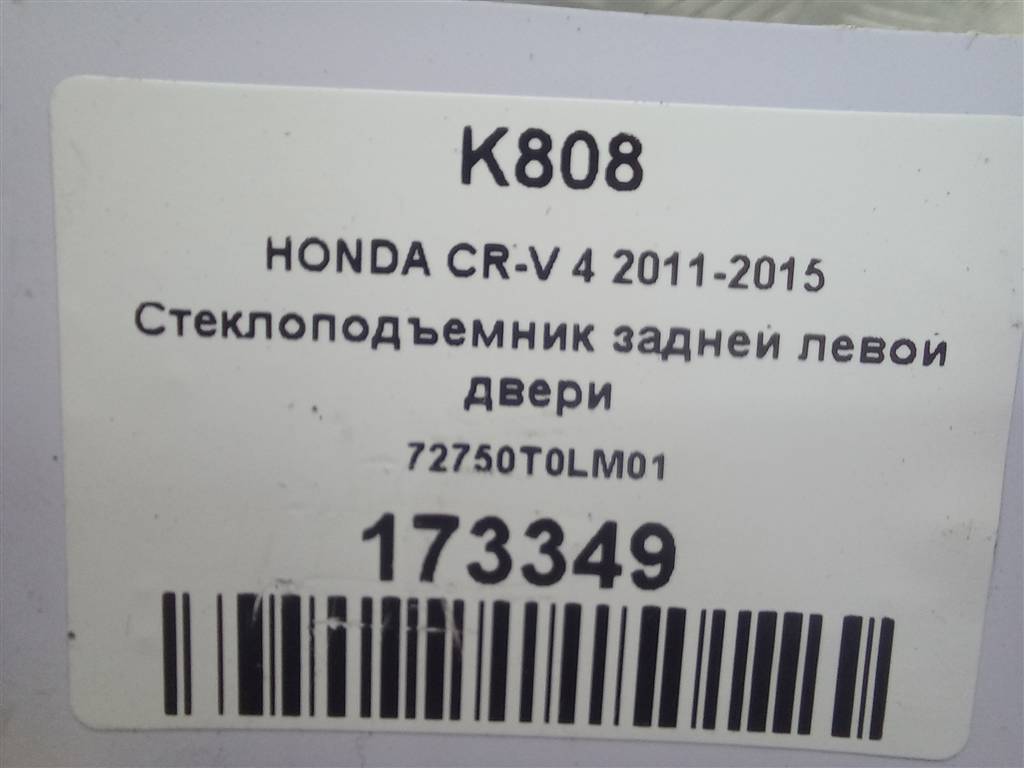 K808
HONDA CR-V 4 2011-2015
Стеклоподъемник задней левой
двери
72750T0LM01
173349